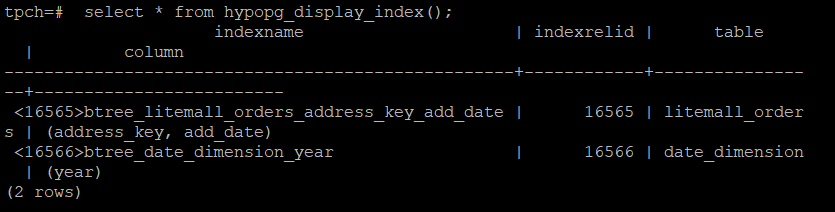 tpch=#  select * from hypopg_display_index();
                     indexname                     | indexrelid |      table
  |         column
---------------------------------------------------+------------+---------------
--+-------------------------
 <16565>btree_litemall_orders_address_key_add_date |      16565 | litemall_order
s | (address_key, add_date)
 <16566>btree_date_dimension_year                  |      16566 | date_dimension
  | (year)
(2 rows)